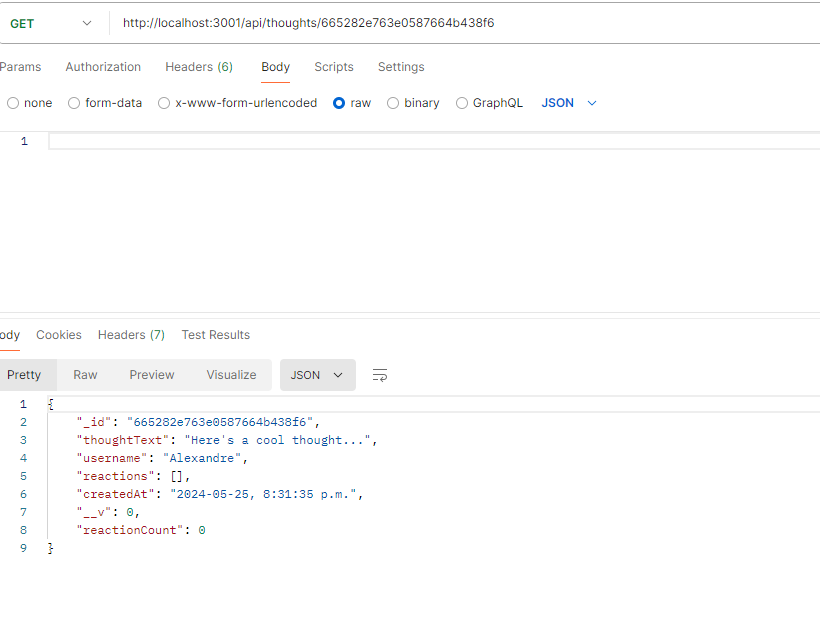 GET http://localhost:3001/api/thoughts/665282e763e0587664b438f6
Params Authorization Headers (6) Body Scripts Settings
none form-data x-www-form-urlencoded raw binary GraphQL JSON
1
ody Cookies Headers (7) Test Results
Pretty Raw Preview Visualize JSON
1 {
2 "_id": "665282e763e0587664b438f6",
3 "thoughtText": "Here's a cool thought...",
4 "username": "Alexandre",
5 "reactions": [],
6 "createdAt": "2024-05-25, 8:31:35 p.m.",
7 "__v": 0,
8 "reactionCount": 0
9 }